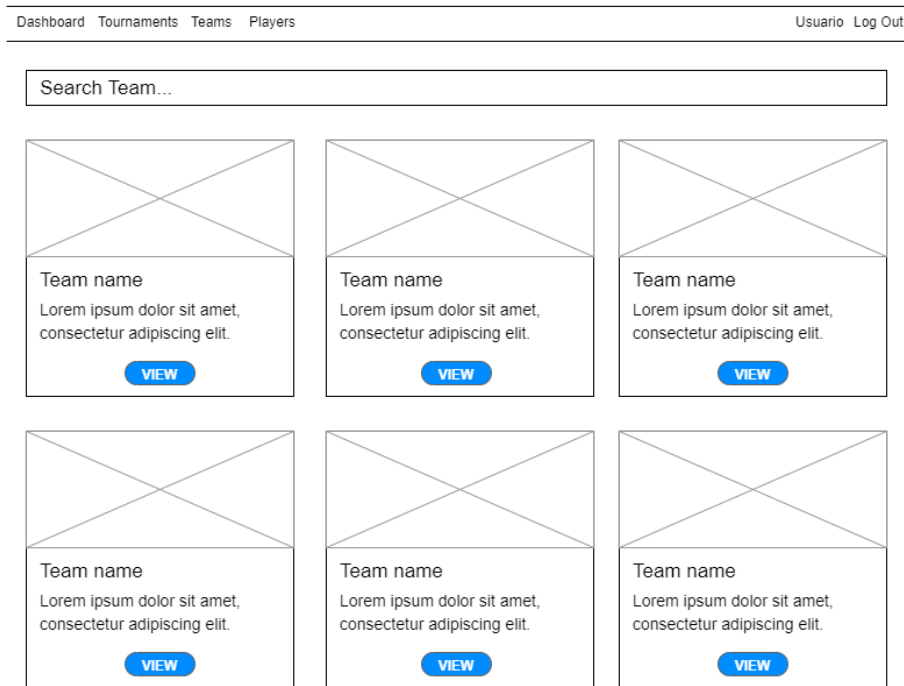 Dashboard Tournaments Teams Players Usuario Log Out
Search Team...
Team name
Lorem ipsum dolor sit amet,
consectetur adipiscing elit.
VIEW
Team name
Lorem ipsum dolor sit amet,
consectetur adipiscing elit.
VIEW
Team name
Lorem ipsum dolor sit amet,
consectetur adipiscing elit.
VIEW
Team name
Lorem ipsum dolor sit amet,
consectetur adipiscing elit.
VIEW
Team name
Lorem ipsum dolor sit amet,
consectetur adipiscing elit.
VIEW
Team name
Lorem ipsum dolor sit amet,
consectetur adipiscing elit.
VIEW